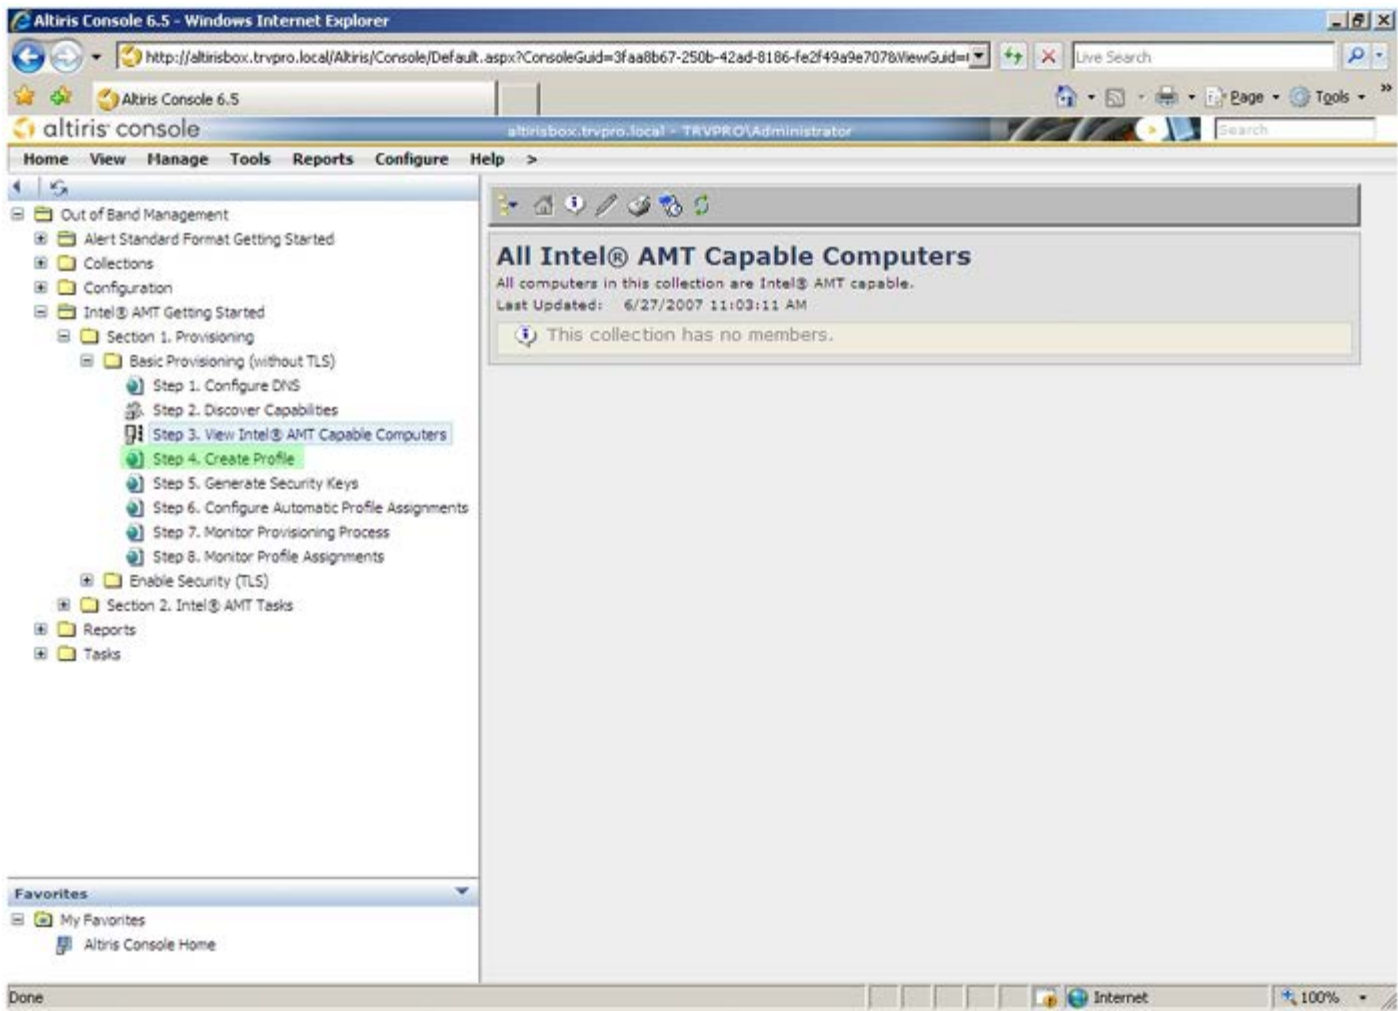 Altiris Console 6.5 - Windows Internet Explorer
http://altirisbox.trvpro.local/Altiris/Console/Default.aspx?ConsoleGuid=3faa8b67-250b-42ad-8186-fe2f49a9e707&ViewGuid=
Live Search
Altiris Console 6.5
Page
Tools
altiris console
altirisbox.trvpro.local - TRVPRO\Administrator
Search
Home View Manage Tools Reports Configure Help >
Out of Band Management
Alert Standard Format Getting Started
Collections
Configuration
Intel® AMT Getting Started
Section 1. Provisioning
Basic Provisioning (without TLS)
Step 1. Configure DNS
Step 2. Discover Capabilities
Step 3. View Intel® AMT Capable Computers
Step 4. Create Profile
Step 5. Generate Security Keys
Step 6. Configure Automatic Profile Assignments
Step 7. Monitor Provisioning Process
Step 8. Monitor Profile Assignments
Enable Security (TLS)
Section 2. Intel® AMT Tasks
Reports
Tasks
All Intel® AMT Capable Computers
All computers in this collection are Intel® AMT capable.
Last Updated: 6/27/2007 11:03:11 AM
This collection has no members.
Favorites
My Favorites
Altiris Console Home
Done
Internet
100%